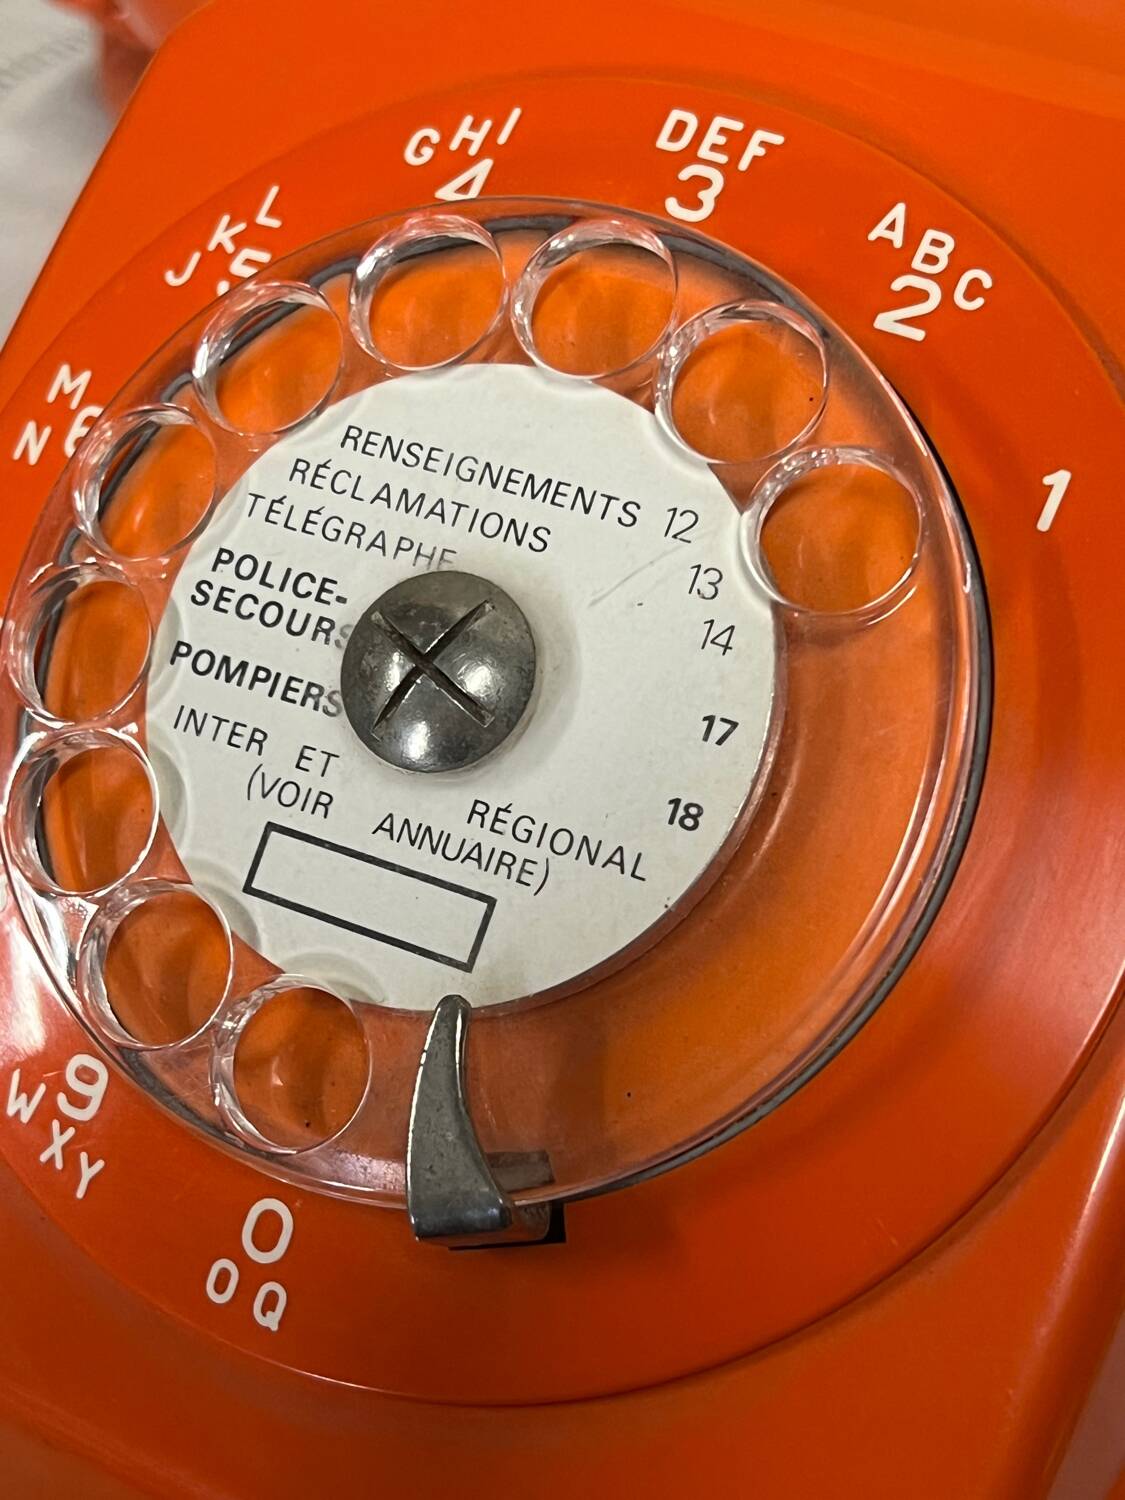 GHI
4
DEF
3
ABC
2
JKL
5
MN
6
1
RENSEIGNEMENTS 12
RÉCLAMATIONS 13
TÉLÉGRAPHE 14
POLICE-
SECOURS 17
POMPIERS 18
INTER ET RÉGIONAL
(VOIR ANNUAIRE)
9
WXY
0
OQ